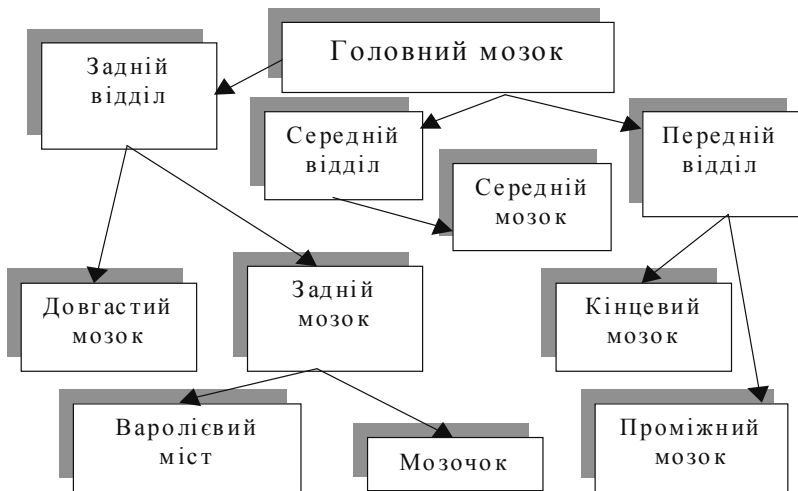 Головний мозок
Задній
відділ
Середній
відділ
Передній
відділ
Середній
мозок
Довгастий
мозок
Задній
мозок
Кінцевий
мозок
Варолієвий
міст
Мозочок
Проміжний
мозок